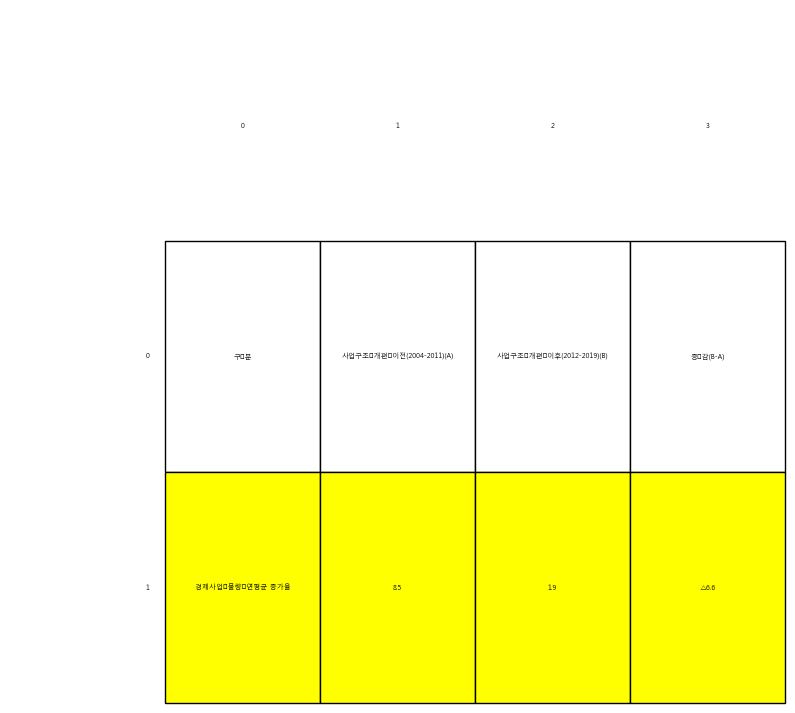 0 1 2 3
0 구 분 사업구조 개편 이전(2004-2011)(A) 사업구조 개편 이후(2012-2019)(B) 증 감(B-A)
1 경제사업 물량 연평균 증가율 8.5 1.9 △6.6